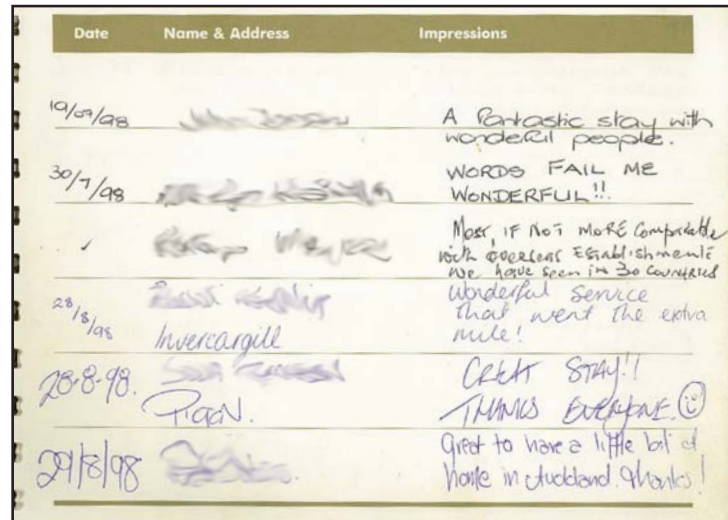 Date Name & Address Impressions
19/07/98 A Fantastic stay with
wonderful people.
30/7/98 WORDS FAIL ME
WONDERFUL!!
MOST, IF NOT MORE Comparable
with overseas Establishments
we have seen in 30 COUNTRIES
28/8/98 Wonderful Service
that went the extra
Invercargill mile!
28-8-98. GREAT STAY!!
THANKS EVERYONE.
29/8/98 Great to have a little bit of
home in Auckland. Thanks!